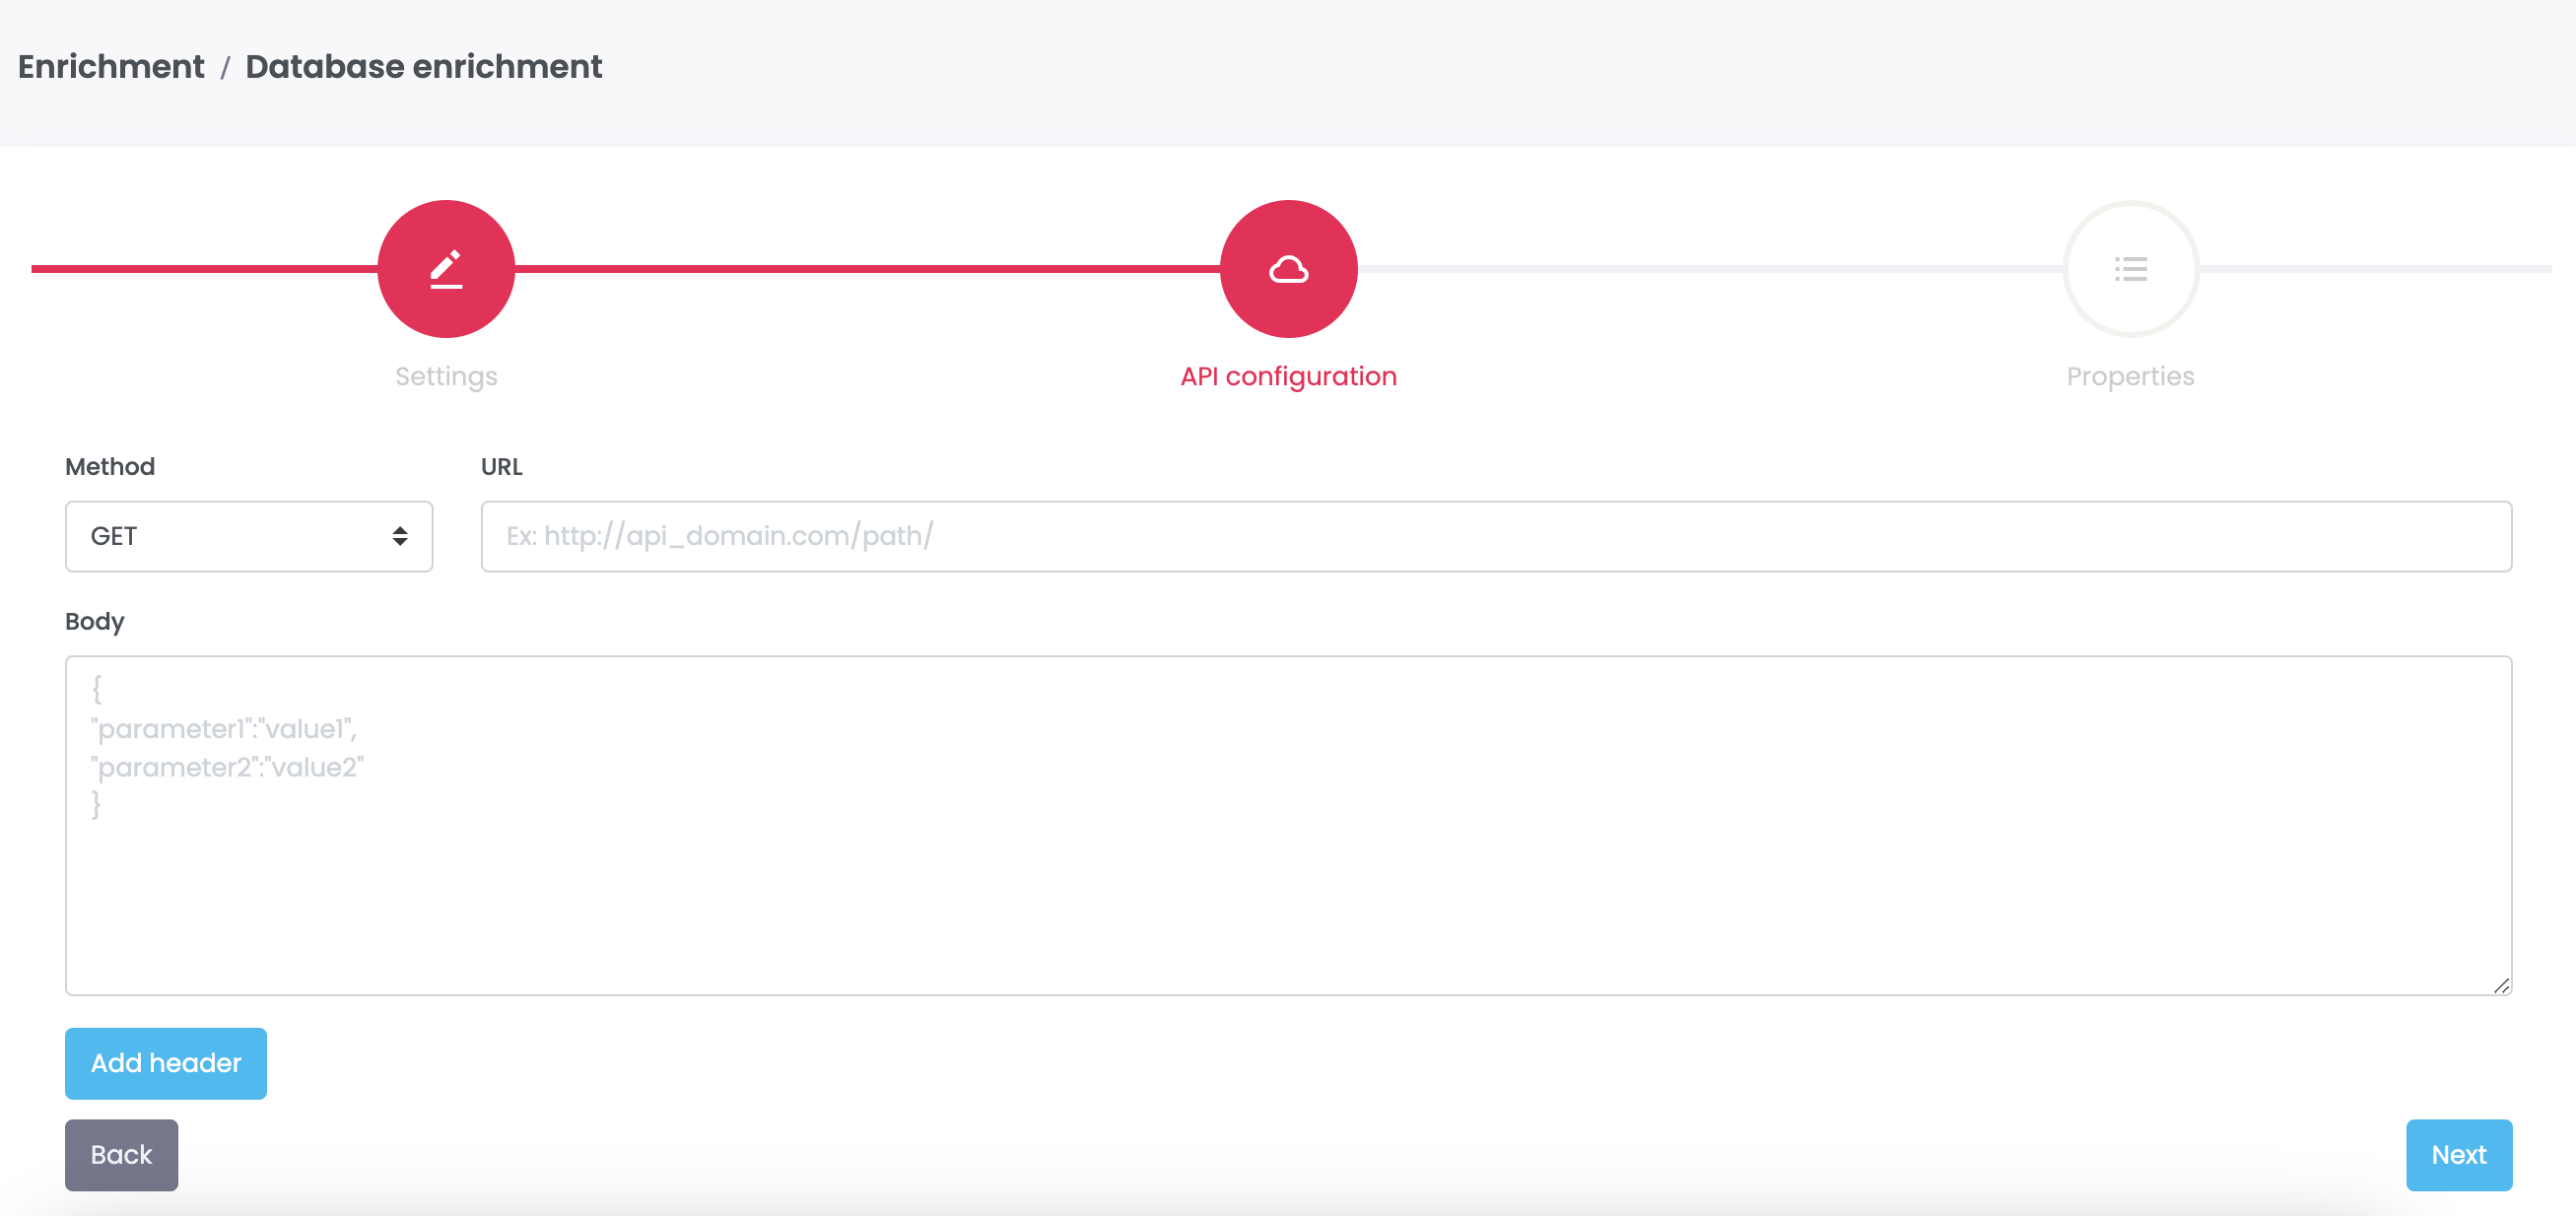 Enrichment / Database enrichment
Settings
API configuration
Properties
Method
URL
GET
Ex: http://api_domain.com/path/
Body
{
"parameter1":"value1",
"parameter2":"value2"
}
Add header
Back
Next